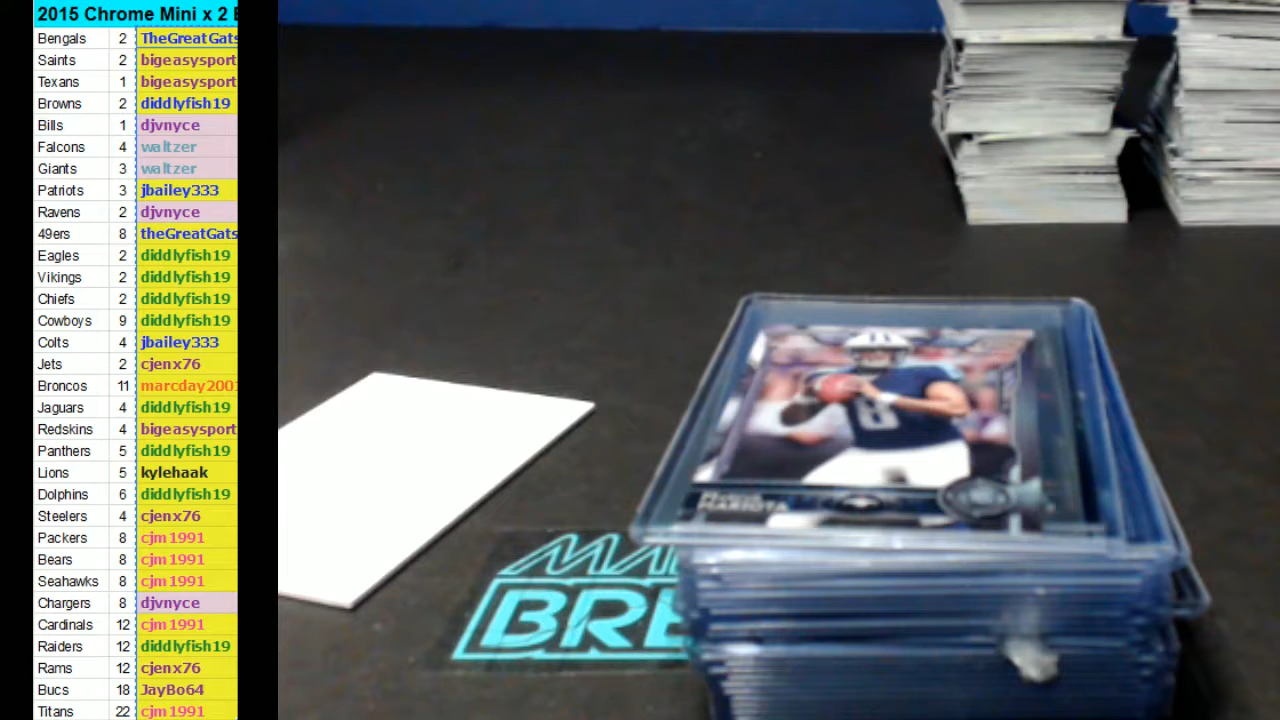 2015 Chrome Mini x 2
Bengals 2 TheGreatGats
Saints 2 bigeasysport
Texans 1 bigeasysport
Browns 2 diddlyfish19
Bills 1 djvnyce
Falcons 4 waltzer
Giants 3 waltzer
Patriots 3 jbailey333
Ravens 2 djvnyce
49ers 8 theGreatGats
Eagles 2 diddlyfish19
Vikings 2 diddlyfish19
Chiefs 2 diddlyfish19
Cowboys 9 diddlyfish19
Colts 4 jbailey333
Jets 2 cjenx76
Broncos 11 marcday2001
Jaguars 4 diddlyfish19
Redskins 4 bigeasysport
Panthers 5 diddlyfish19
Lions 5 kylehaak
Dolphins 6 diddlyfish19
Steelers 4 cjenx76
Packers 8 cjm1991
Bears 8 cjm1991
Seahawks 8 cjm1991
Chargers 8 djvnyce
Cardinals 12 cjm1991
Raiders 12 diddlyfish19
Rams 12 cjenx76
Bucs 18 JayBo64
Titans 22 cjm1991
8
MARIOTA
MA
BRE